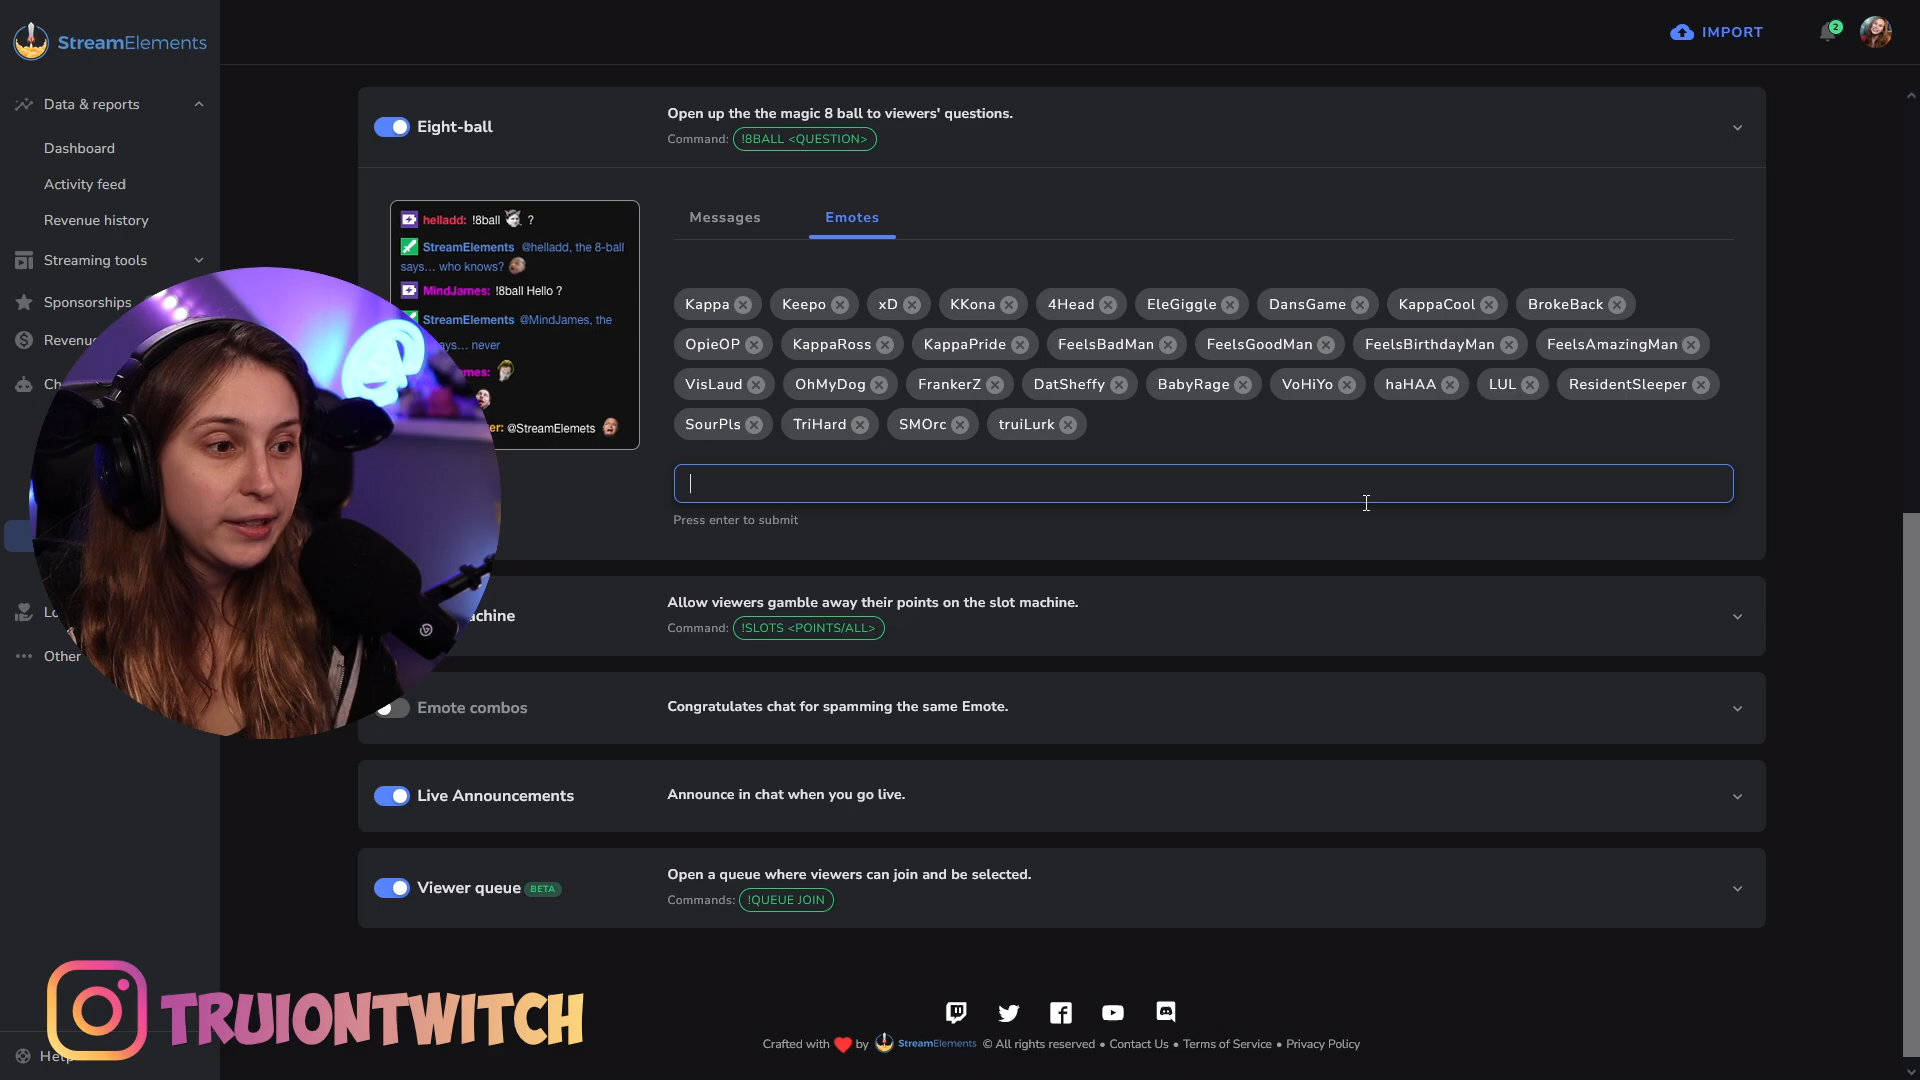 StreamElements
IMPORT
2
Data & reports
Dashboard
Activity feed
Revenue history
Streaming tools
Sponsorships
Other
Help
Eight-ball
Open up the the magic 8 ball to viewers' questions.
Command: !8BALL <QUESTION>
helladd: !8ball ?
StreamElements @helladd, the 8-ball
says... who knows?
MindJames: !8ball Hello ?
StreamElements @MindJames, the
never
@StreamElemets
Messages
Emotes
Kappa Keepo xD KKona 4Head EleGiggle DansGame KappaCool BrokeBack
OpieOP KappaRoss KappaPride FeelsBadMan FeelsGoodMan FeelsBirthdayMan FeelsAmazingMan
VisLaud OhMyDog FrankerZ DatSheffy BabyRage VoHiYo haHAA LUL ResidentSleeper
SourPls TriHard SMOrc truiLurk
Press enter to submit
Allow viewers gamble away their points on the slot machine.
Command: !SLOTS <POINTS/ALL>
Emote combos
Congratulates chat for spamming the same Emote.
Live Announcements
Announce in chat when you go live.
Viewer queue BETA
Open a queue where viewers can join and be selected.
Commands: !QUEUE JOIN
TRUIONTWITCH
Crafted with by StreamElements © All rights reserved • Contact Us • Terms of Service • Privacy Policy